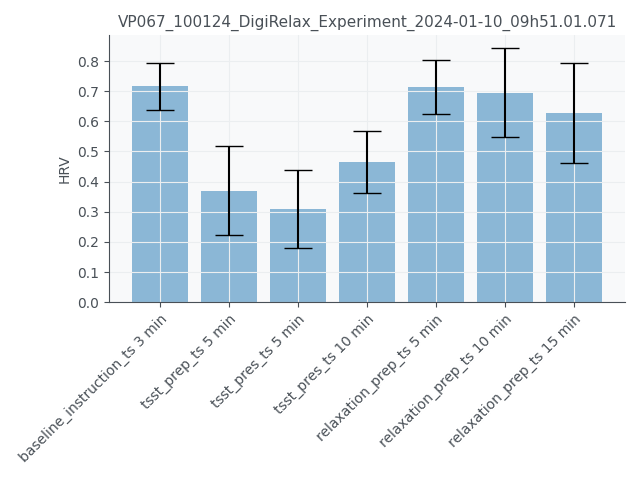 VP067_100124_DigiRelax_Experiment_2024-01-10_09h51.01.071
HRV
0.8
0.7
0.6
0.5
0.4
0.3
0.2
0.1
0.0
baseline_instruction_ts 3 min
tsst_prep_ts 5 min
tsst_pres_ts 5 min
tsst_pres_ts 10 min
relaxation_prep_ts 5 min
relaxation_prep_ts 10 min
relaxation_prep_ts 15 min